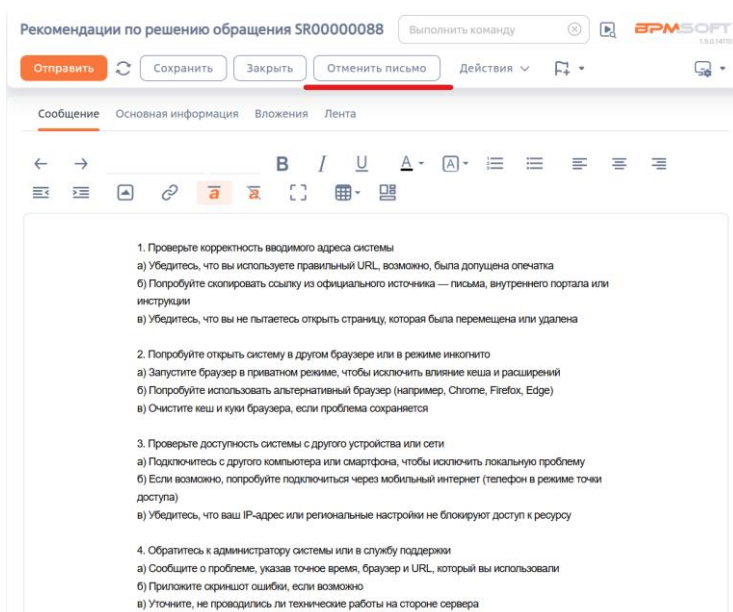 Рекомендации по решению обращения SR00000088
Выполнить команду
BPMSOFT
Отправить
Сохранить
Закрыть
Отменить письмо
Действия
Сообщение
Основная информация
Вложения
Лента
1. Проверьте корректность вводимого адреса системы
а) Убедитесь, что вы используете правильный URL, возможно, была допущена опечатка
б) Попробуйте скопировать ссылку из официального источника — письма, внутреннего портала или
инструкции
в) Убедитесь, что вы не пытаетесь открыть страницу, которая была перемещена или удалена
2. Попробуйте открыть систему в другом браузере или в режиме инкогнито
а) Запустите браузер в приватном режиме, чтобы исключить влияние кеша и расширений
б) Попробуйте использовать альтернативный браузер (например, Chrome, Firefox, Edge)
в) Очистите кеш и куки браузера, если проблема сохраняется
3. Проверьте доступность системы с другого устройства или сети
а) Подключитесь с другого компьютера или смартфона, чтобы исключить локальную проблему
б) Если возможно, попробуйте подключиться через мобильный интернет (телефон в режиме точки
доступа)
в) Убедитесь, что ваш IP-адрес или региональные настройки не блокируют доступ к ресурсу
4. Обратитесь к администратору системы или в службу поддержки
а) Сообщите о проблеме, указав точное время, браузер и URL, который вы использовали
б) Приложите скриншот ошибки, если возможно
в) Уточните, не проводились ли технические работы на стороне сервера